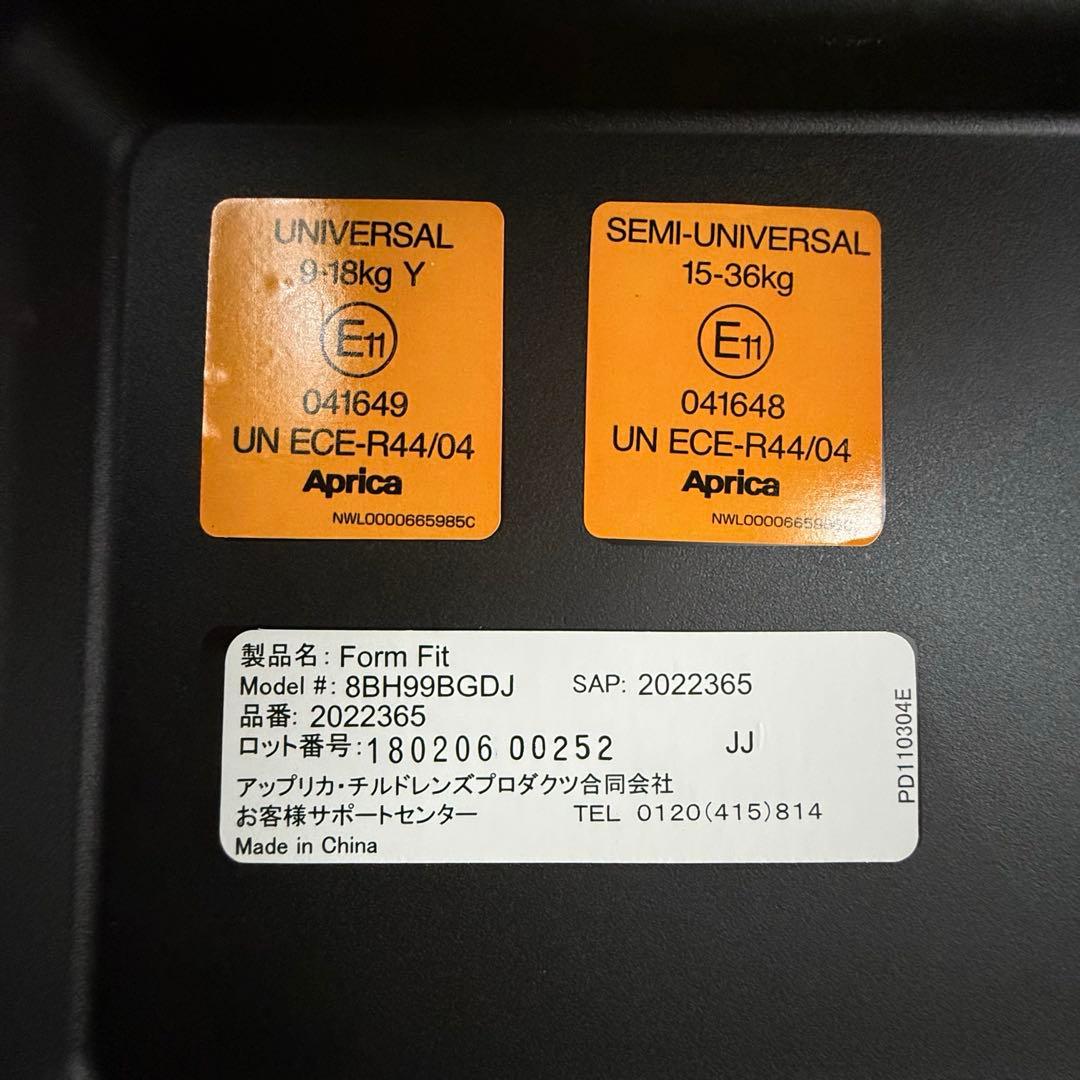 UNIVERSAL
9-18kg Y
E11
041649
UN ECE-R44/04
Aprica
NWL0000665985C
SEMI-UNIVERSAL
15-36kg
E11
041648
UN ECE-R44/04
Aprica
製品名: Form Fit
Model #: 8BH99BGDJ SAP: 2022365
品番: 2022365
ロット番号: 180206 00252 JJ
アップリカ・チルドレンズプロダクツ合同会社
お客様サポートセンター TEL 0120(415)814
Made in China
PD110304E